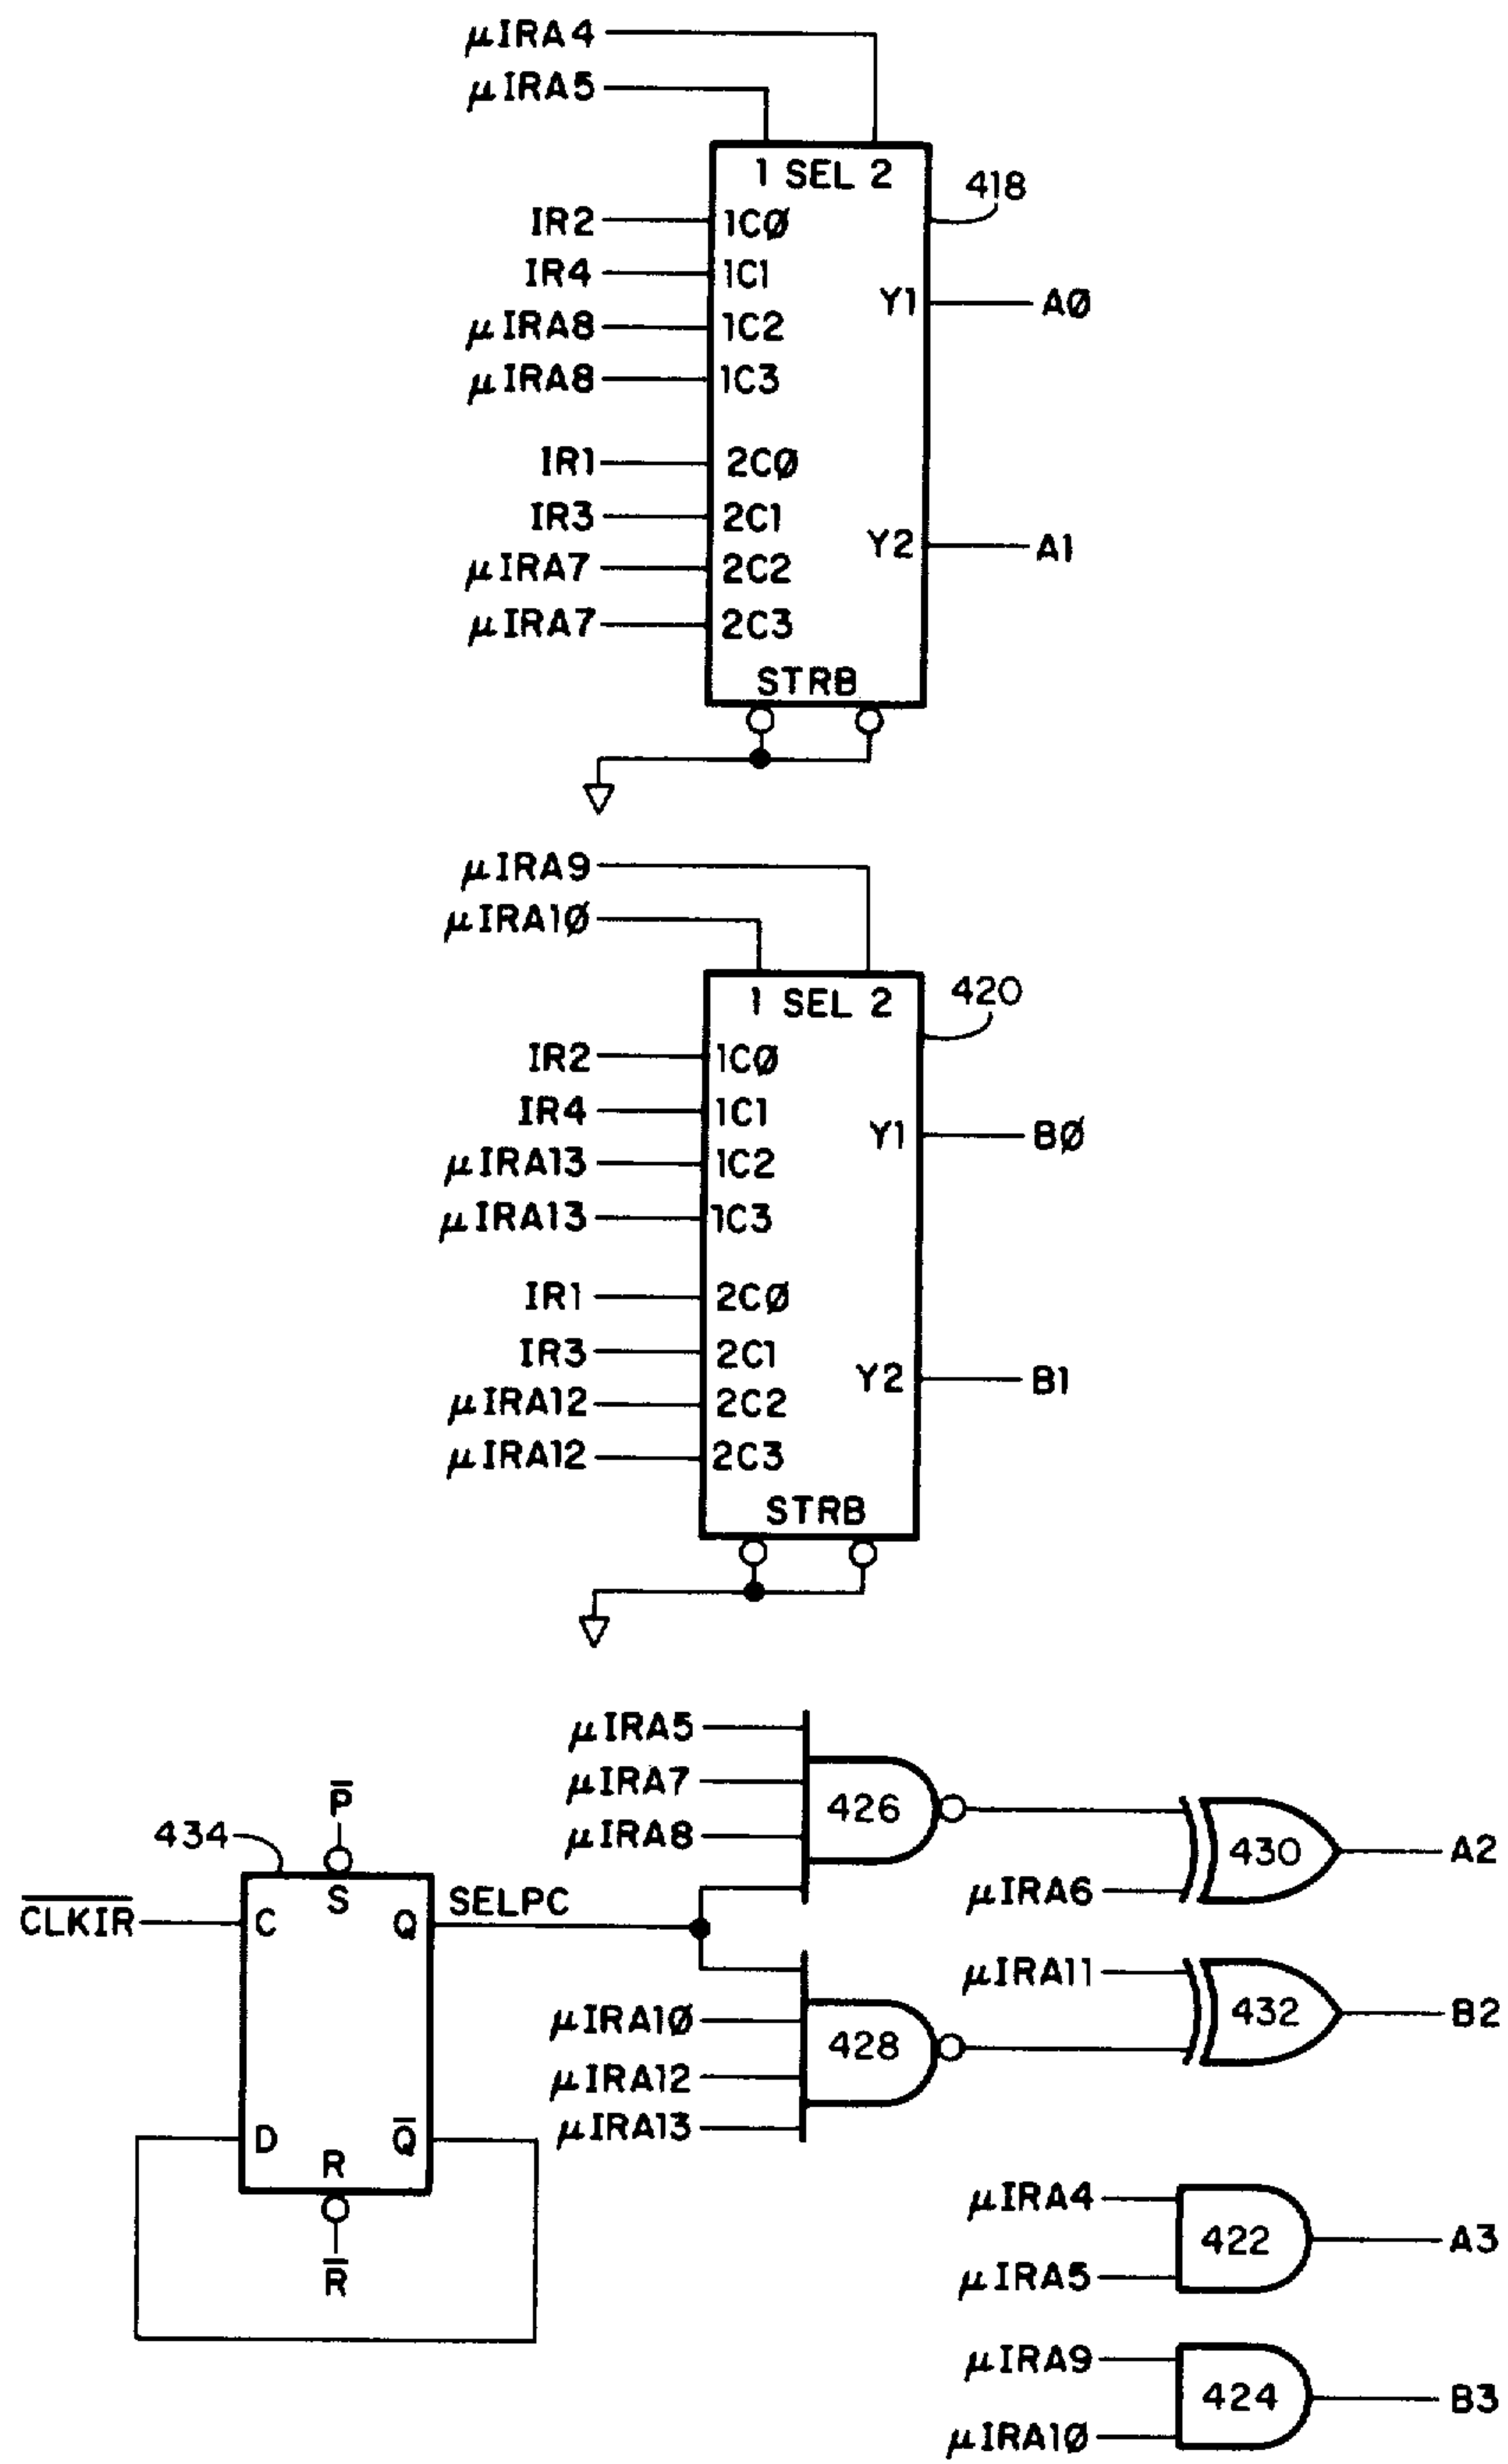 μIRA4
μIRA5
1 SEL 2
418
IR2 1CØ
IR4 1C1
μIRA8 1C2
μIRA8 1C3
Y1 AØ
IR1 2CØ
IR3 2C1
μIRA7 2C2
μIRA7 2C3
Y2 A1
STRB
μIRA9
μIRA1Ø
1 SEL 2
420
IR2 1CØ
IR4 1C1
μIRA13 1C2
μIRA13 1C3
Y1 BØ
IR1 2CØ
IR3 2C1
μIRA12 2C2
μIRA12 2C3
Y2 B1
STRB
μIRA5
μIRA7
μIRA8
426
μIRA6
430
A2
434
P̅
S
C̅L̅K̅I̅R̅
C
Q
SELPC
D
Q̅
R
R̅
μIRA1Ø
μIRA12
μIRA13
428
μIRA11
432
B2
μIRA4
μIRA5
422
A3
μIRA9
μIRA1Ø
424
B3